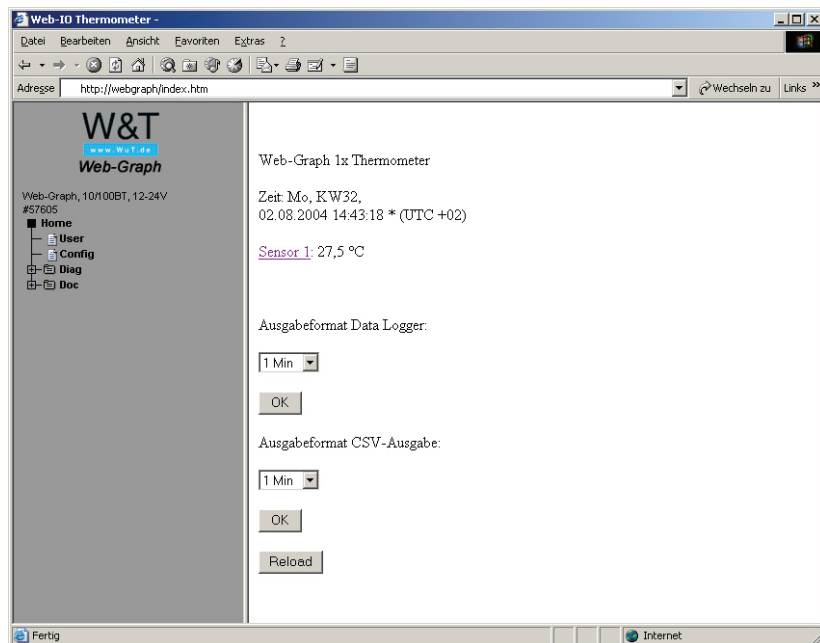 Web-IO Thermometer -
Datei Bearbeiten Ansicht Favoriten Extras ?
Adresse http://webgraph/index.htm Wechseln zu Links »
W&T
www.WuT.de
Web-Graph
Web-Graph, 10/100BT, 12-24V
#57605
Home
User
Config
Diag
Doc
Web-Graph 1x Thermometer
Zeit: Mo, KW32,
02.08.2004 14:43:18 * (UTC +02)
Sensor 1: 27,5 °C
Ausgabeformat Data Logger:
1 Min
OK
Ausgabeformat CSV-Ausgabe:
1 Min
OK
Reload
Fertig Internet